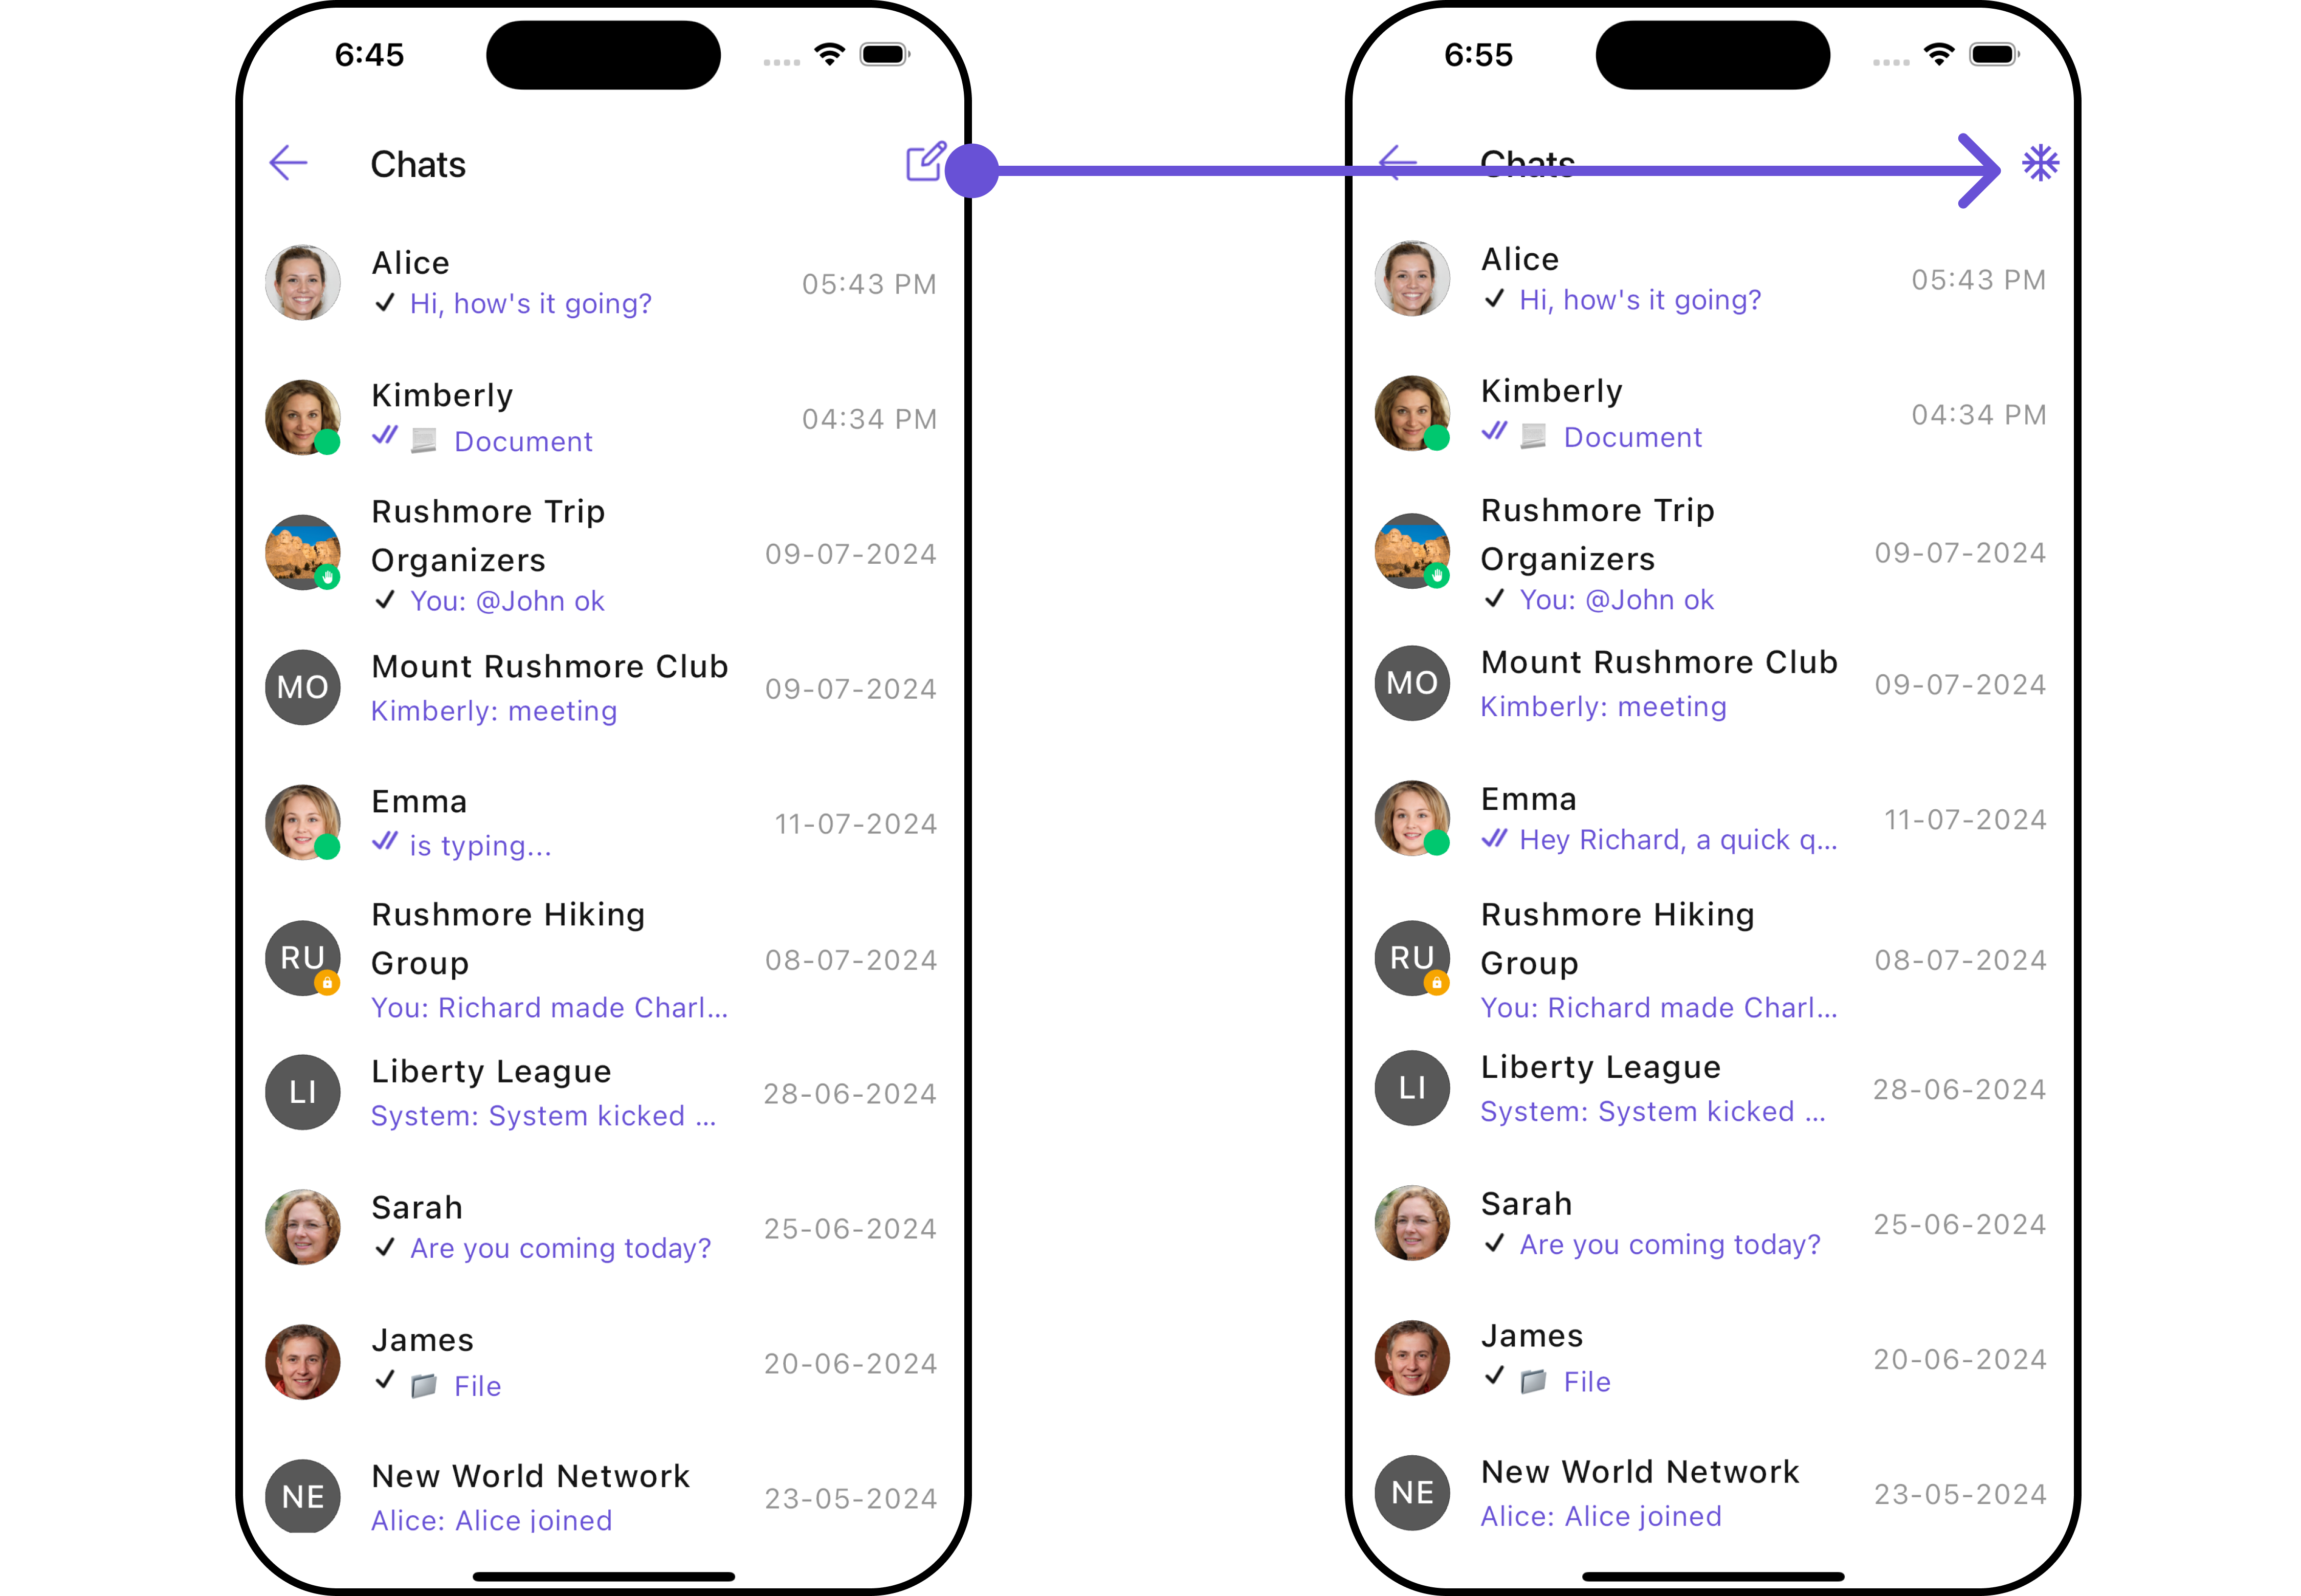 6:45
Chats
Alice
Hi, how's it going?
05:43 PM
Kimberly
Document
04:34 PM
Rushmore Trip
Organizers
You: @John ok
09-07-2024
MO
Mount Rushmore Club
Kimberly: meeting
09-07-2024
Emma
is typing...
11-07-2024
RU
Rushmore Hiking
Group
You: Richard made Charl...
08-07-2024
LI
Liberty League
System: System kicked ...
28-06-2024
Sarah
Are you coming today?
25-06-2024
James
File
20-06-2024
NE
New World Network
Alice: Alice joined
23-05-2024
6:55
Chats
Alice
Hi, how's it going?
05:43 PM
Kimberly
Document
04:34 PM
Rushmore Trip
Organizers
You: @John ok
09-07-2024
MO
Mount Rushmore Club
Kimberly: meeting
09-07-2024
Emma
Hey Richard, a quick q...
11-07-2024
RU
Rushmore Hiking
Group
You: Richard made Charl...
08-07-2024
LI
Liberty League
System: System kicked ...
28-06-2024
Sarah
Are you coming today?
25-06-2024
James
File
20-06-2024
NE
New World Network
Alice: Alice joined
23-05-2024